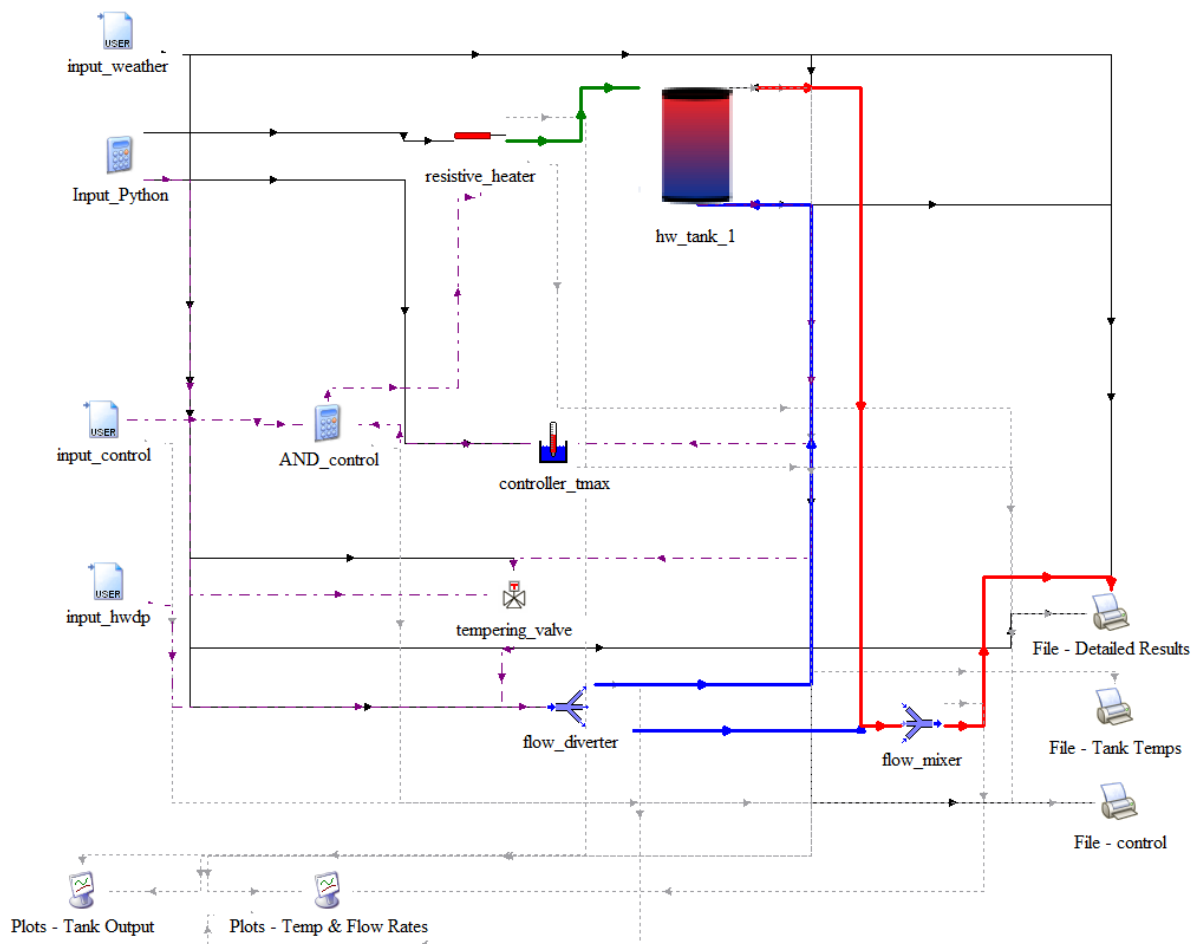 USER
input_weather
Input_Python
resistive_heater
hw_tank_1
USER
input_control
AND_control
controller_tmax
USER
input_hwdp
T
tempering_valve
File - Detailed Results
flow_diverter
flow_mixer
File - Tank Temps
File - control
Plots - Tank Output
Plots - Temp & Flow Rates